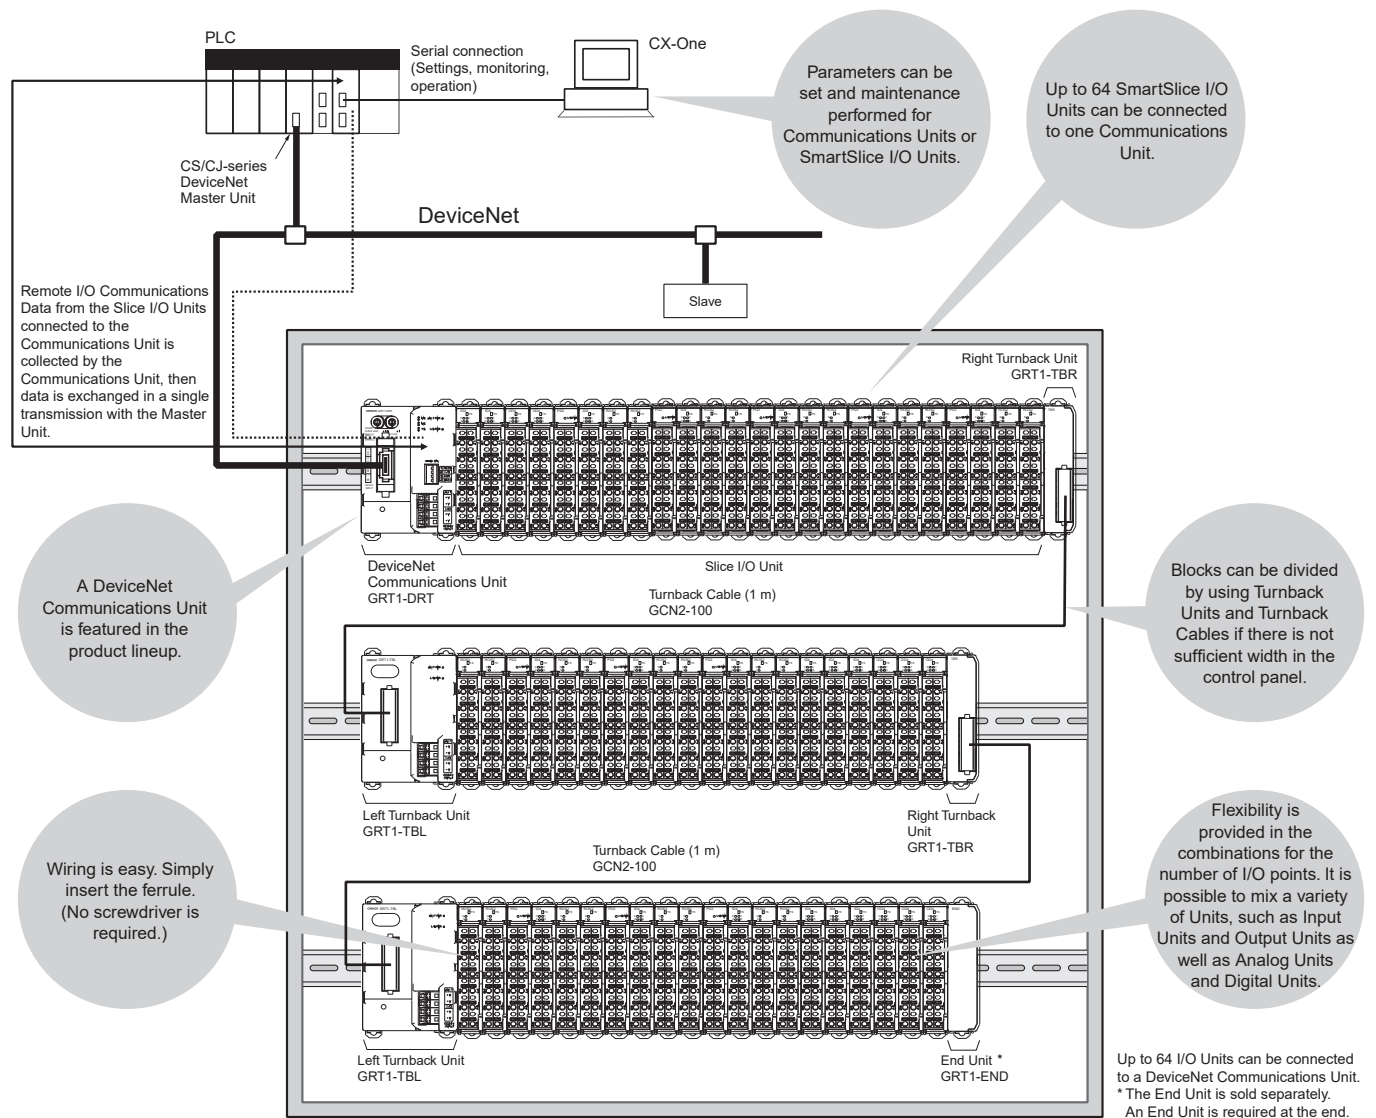 PLC
Serial connection
(Settings, monitoring,
operation)
CX-One
Parameters can be
set and maintenance
performed for
Communications Units or
SmartSlice I/O Units.
Up to 64 SmartSlice I/O
Units can be connected
to one Communications
Unit.
CS/CJ-series
DeviceNet
Master Unit
DeviceNet
Slave
Remote I/O Communications
Data from the Slice I/O Units
connected to the
Communications Unit is
collected by the
Communications Unit, then
data is exchanged in a single
transmission with the Master
Unit.
Right Turnback Unit
GRT1-TBR
A DeviceNet
Communications Unit
is featured in the
product lineup.
DeviceNet
Communications Unit
GRT1-DRT
Slice I/O Unit
Turnback Cable (1 m)
GCN2-100
Blocks can be divided
by using Turnback
Units and Turnback
Cables if there is not
sufficient width in the
control panel.
Left Turnback Unit
GRT1-TBL
Right Turnback
Unit
GRT1-TBR
Turnback Cable (1 m)
GCN2-100
Wiring is easy. Simply
insert the ferrule.
(No screwdriver is
required.)
Flexibility is
provided in the
combinations for the
number of I/O points. It is
possible to mix a variety
of Units, such as Input
Units and Output Units as
well as Analog Units
and Digital Units.
Left Turnback Unit
GRT1-TBL
End Unit *
GRT1-END
Up to 64 I/O Units can be connected
to a DeviceNet Communications Unit.
* The End Unit is sold separately.
An End Unit is required at the end.